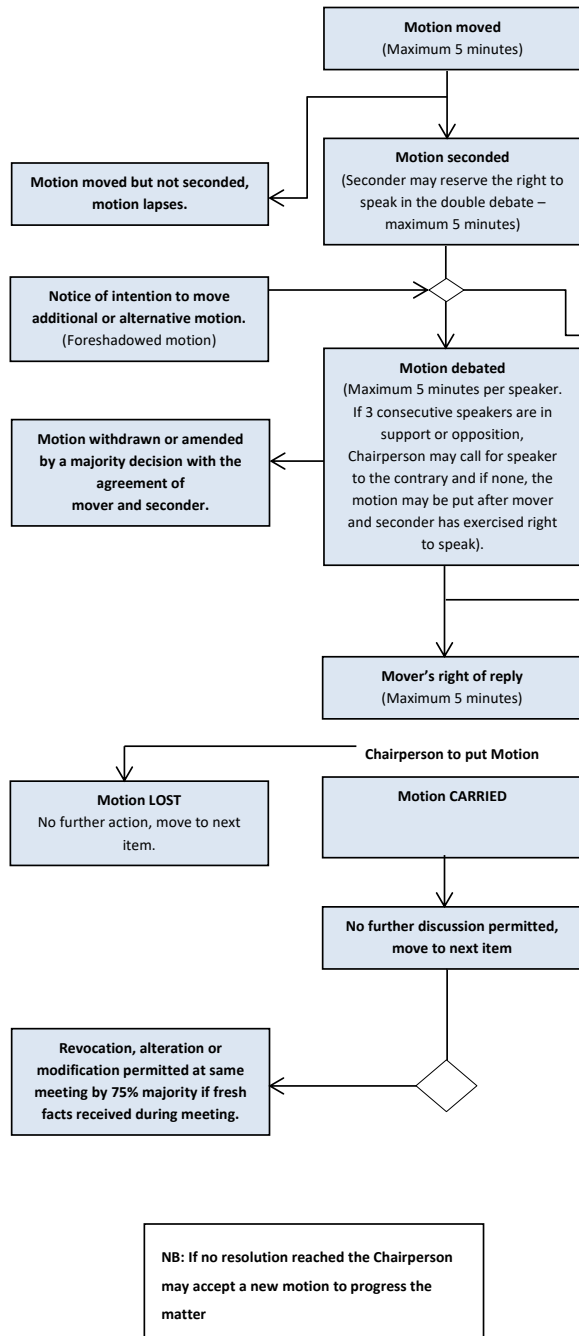 Motion moved
(Maximum 5 minutes)
Motion seconded
(Seconder may reserve the right to
speak in the double debate –
maximum 5 minutes)
Motion moved but not seconded,
motion lapses.
Notice of intention to move
additional or alternative motion.
(Foreshadowed motion)
Motion debated
(Maximum 5 minutes per speaker.
If 3 consecutive speakers are in
support or opposition,
Chairperson may call for speaker
to the contrary and if none, the
motion may be put after mover
and seconder has exercised right
to speak).
Motion withdrawn or amended
by a majority decision with the
agreement of
mover and seconder.
Mover’s right of reply
(Maximum 5 minutes)
Chairperson to put Motion
Motion LOST
No further action, move to next
item.
Motion CARRIED
No further discussion permitted,
move to next item
Revocation, alteration or
modification permitted at same
meeting by 75% majority if fresh
facts received during meeting.
NB: If no resolution reached the Chairperson
may accept a new motion to progress the
matter